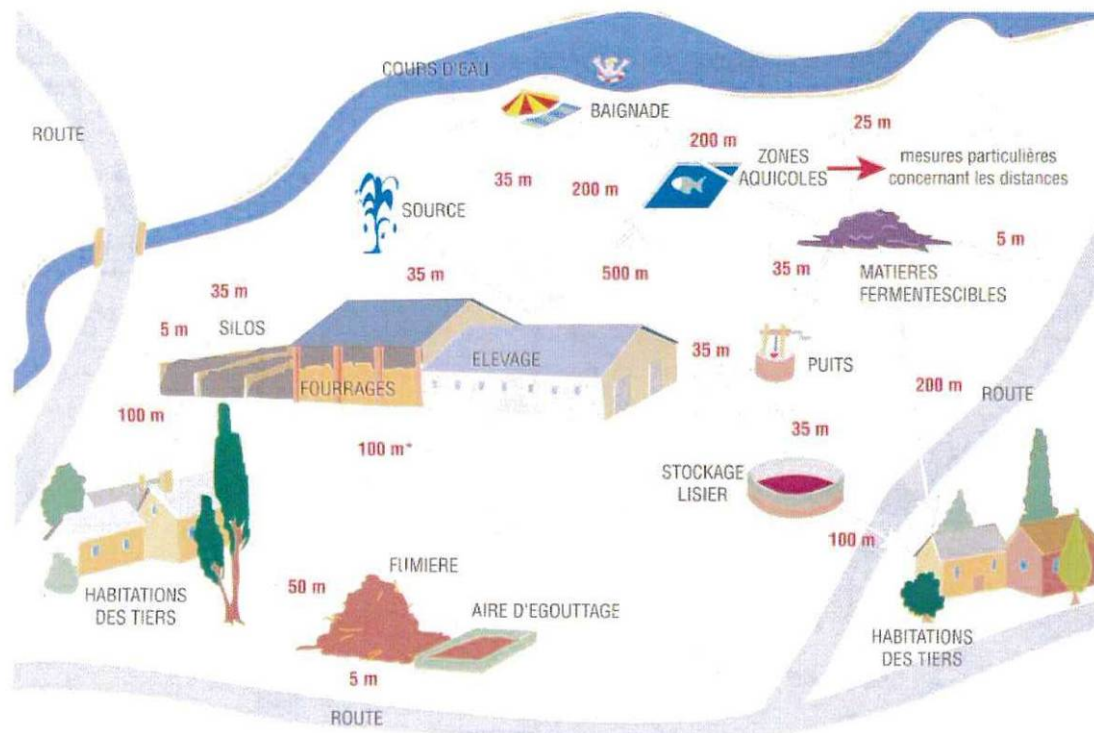 COURS D'EAU
ROUTE
BAIGNADE
25 m
200 m
ZONES
AQUICOLES
mesures particulières
concernant les distances
35 m
200 m
SOURCE
5 m
35 m
500 m
35 m
MATIERES
FERMENTESCIBLES
35 m
5 m
SILOS
35 m
ELEVAGE
PUITS
FOURRAGES
200 m
ROUTE
100 m
100 m*
35 m
STOCKAGE
LISIER
100 m
FUMIERE
50 m
HABITATIONS
DES TIERS
AIRE D'EGOUTTAGE
HABITATIONS
DES TIERS
5 m
ROUTE